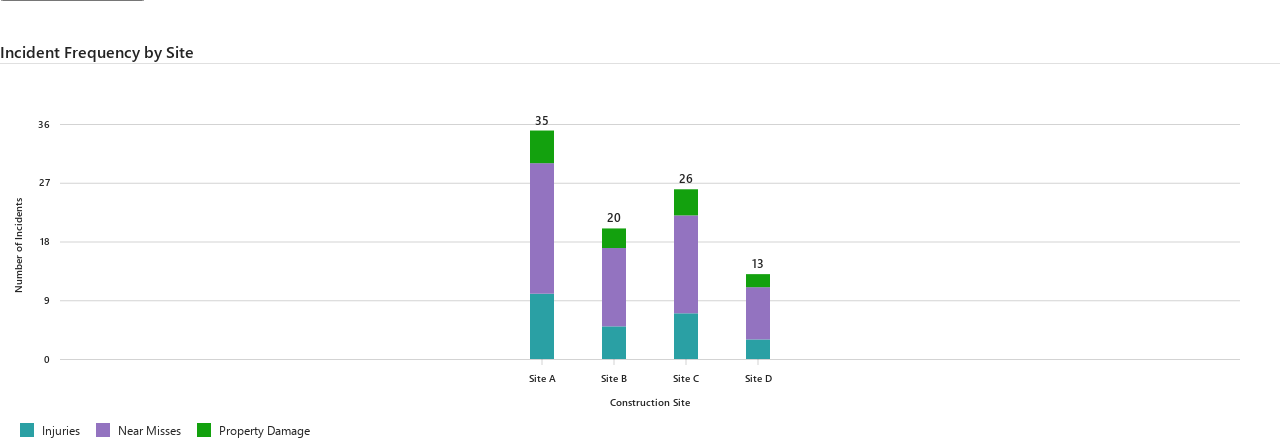 Incident Frequency by Site
36
27
18
9
0
Number of Incidents
35
20
26
13
Site A
Site B
Site C
Site D
Construction Site
Injuries
Near Misses
Property Damage